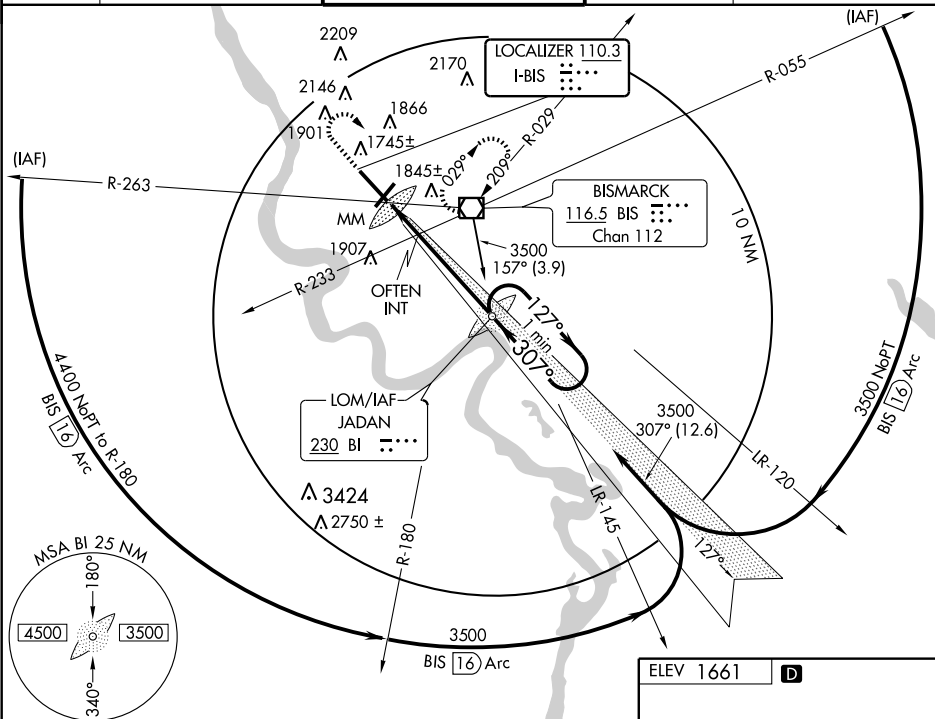 (IAF)
2209
2170
LOCALIZER 110.3
I-BIS
R-055
2146
1866
R-029
1901
1745±
(IAF)
R-263
1845±
029°
209°
BISMARCK
116.5 BIS
Chan 112
MM
10 NM
1907
3500
157° (3.9)
R-233
OFTEN
INT
127°
1 min
307°
4400 NoPT to R-180
BIS 16 Arc
3500 NoPT
BIS 16 Arc
LOM/IAF
JADAN
230 BI
3500
307° (12.6)
LR-120
3424
2750 ±
LR-145
R-180
127°
MSA BI 25 NM
180°
4500
3500
340°
3500
BIS 16 Arc
ELEV 1661
D